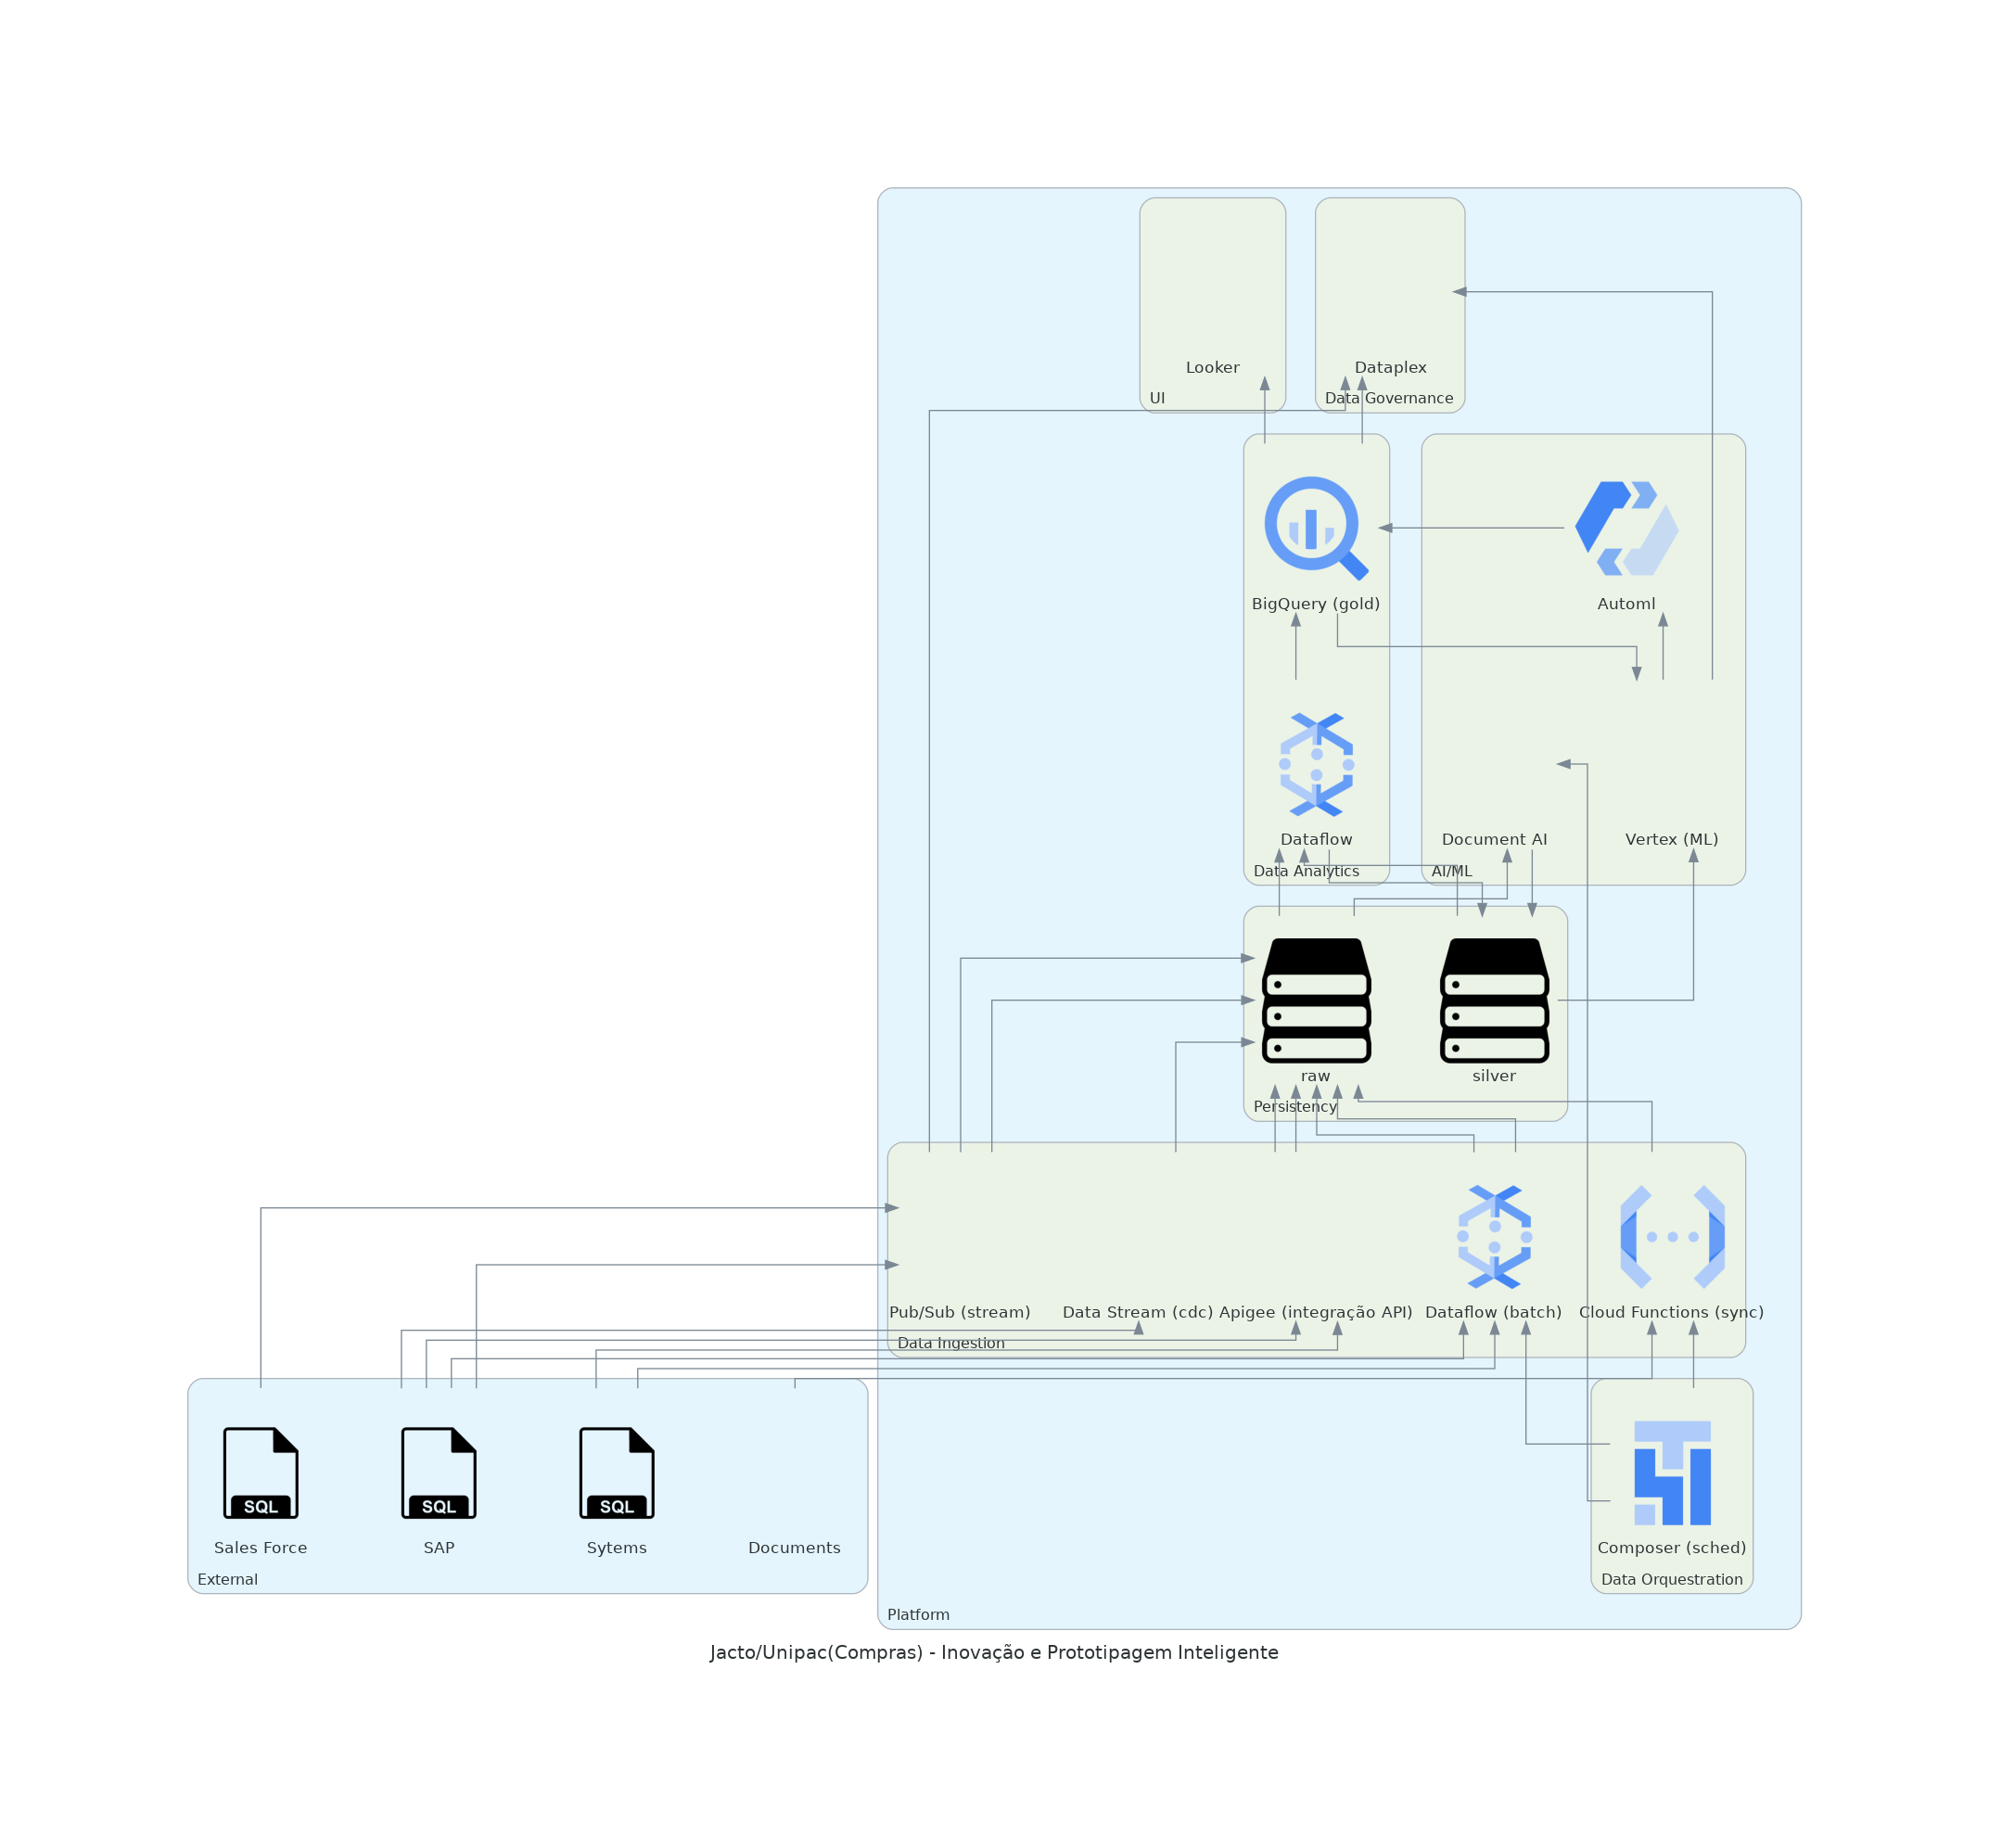 Looker
Dataplex
UI
Data Governance
BigQuery (gold)
Automl
Dataflow
Document AI
Vertex (ML)
Data Analytics
AI/ML
raw
silver
Persistency
Pub/Sub (stream)
Data Stream (cdc)
Apigee (integração API)
Dataflow (batch)
Cloud Functions (sync)
Data Ingestion
SQL
SQL
SQL
Sales Force
SAP
Sytems
Documents
Composer (sched)
External
Data Orquestration
Platform
Jacto/Unipac(Compras) - Inovação e Prototipagem Inteligente